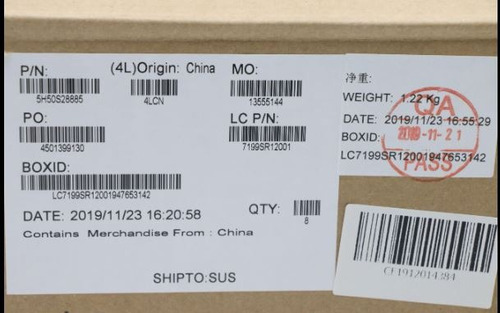 P/N: (4L)Origin: China MO:
5H50S28885 4LCN 13555144
PO LC P/N:
4501399130 7199SR12001
BOXID:
LC7199SR12001947653142
DATE: 2019/11/23 16:20:58 QTY:
8
Contains Merchandise From : China
SHIPTO:SUS
净重:
WEIGHT: 1.22 Kg
QA
DATE: 2019/11/23 16:55:29
2019-11-21
BOXID:
LC7199SR12001947653142
PASS
CF4912014384